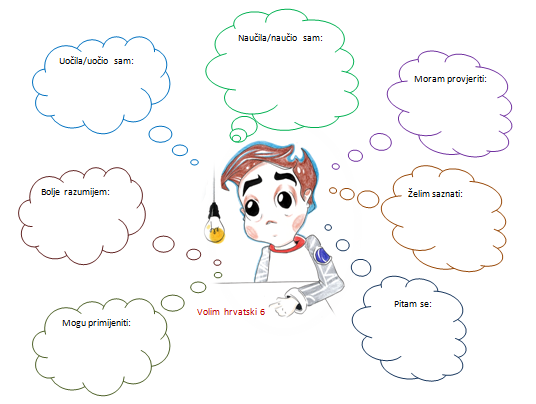 Naučila/naučio sam:
Uočila/uočio sam:
Moram provjeriti:
Bolje razumijem:
Želim saznati:
Mogu primijeniti:
Pitam se:
Volim hrvatski 6